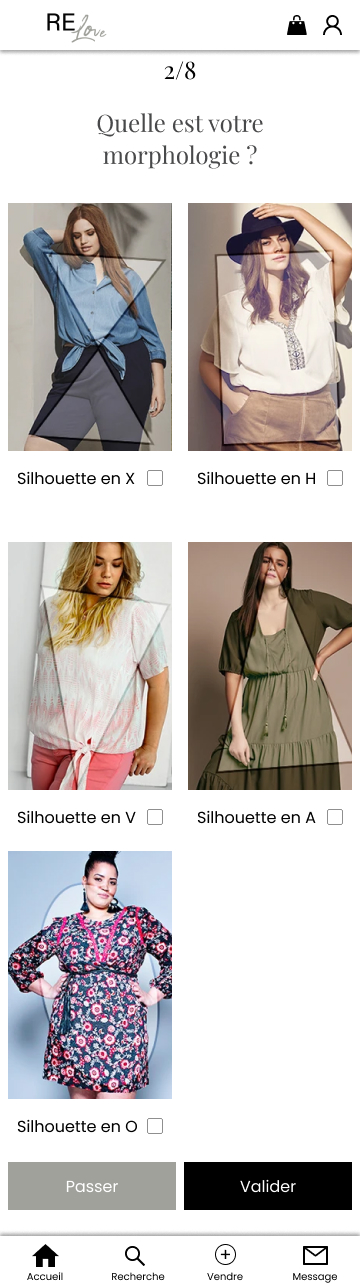 RE Love
2/8
Quelle est votre
morphologie ?
Silhouette en X
Silhouette en H
Silhouette en V
Silhouette en A
Silhouette en O
Passer
Valider
Accueil
Recherche
Vendre
Message